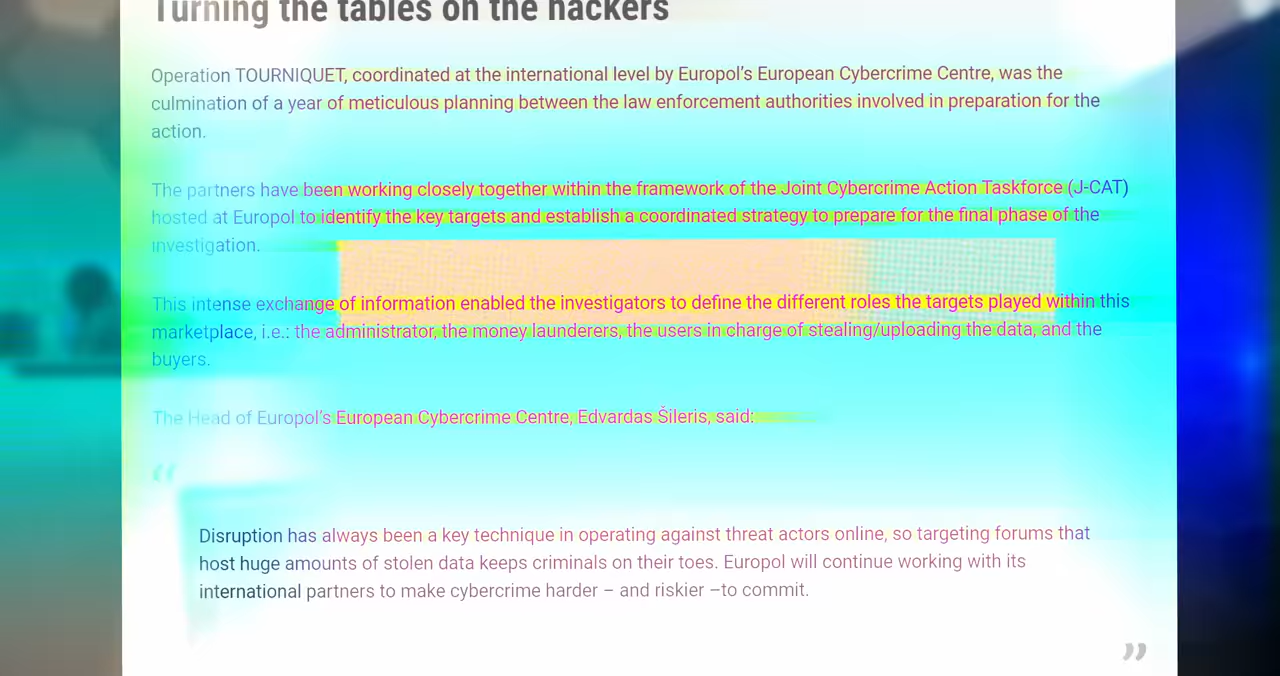 Turning the tables on the hackers
Operation TOURNIQUET, coordinated at the international level by Europol’s European Cybercrime Centre, was the
culmination of a year of meticulous planning between the law enforcement authorities involved in preparation for the
action.
The partners have been working closely together within the framework of the Joint Cybercrime Action Taskforce (J-CAT)
hosted at Europol to identify the key targets and establish a coordinated strategy to prepare for the final phase of the
investigation.
This intense exchange of information enabled the investigators to define the different roles the targets played within this
marketplace, i.e.: the administrator, the money launderers, the users in charge of stealing/uploading the data, and the
buyers.
The Head of Europol’s European Cybercrime Centre, Edvardas Šileris, said:
“
Disruption has always been a key technique in operating against threat actors online, so targeting forums that
host huge amounts of stolen data keeps criminals on their toes. Europol will continue working with its
international partners to make cybercrime harder – and riskier –to commit.
”